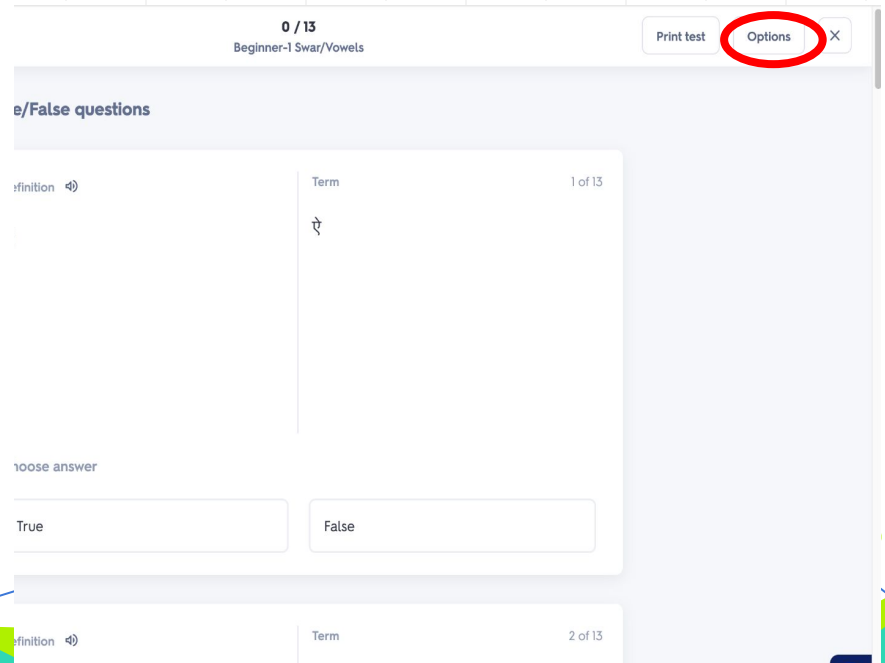 0 / 13
Beginner-1 Swar/Vowels
Print test
Options
e/False questions
efinition
Term
1 of 13
ऐ
hoose answer
True
False
efinition
Term
2 of 13